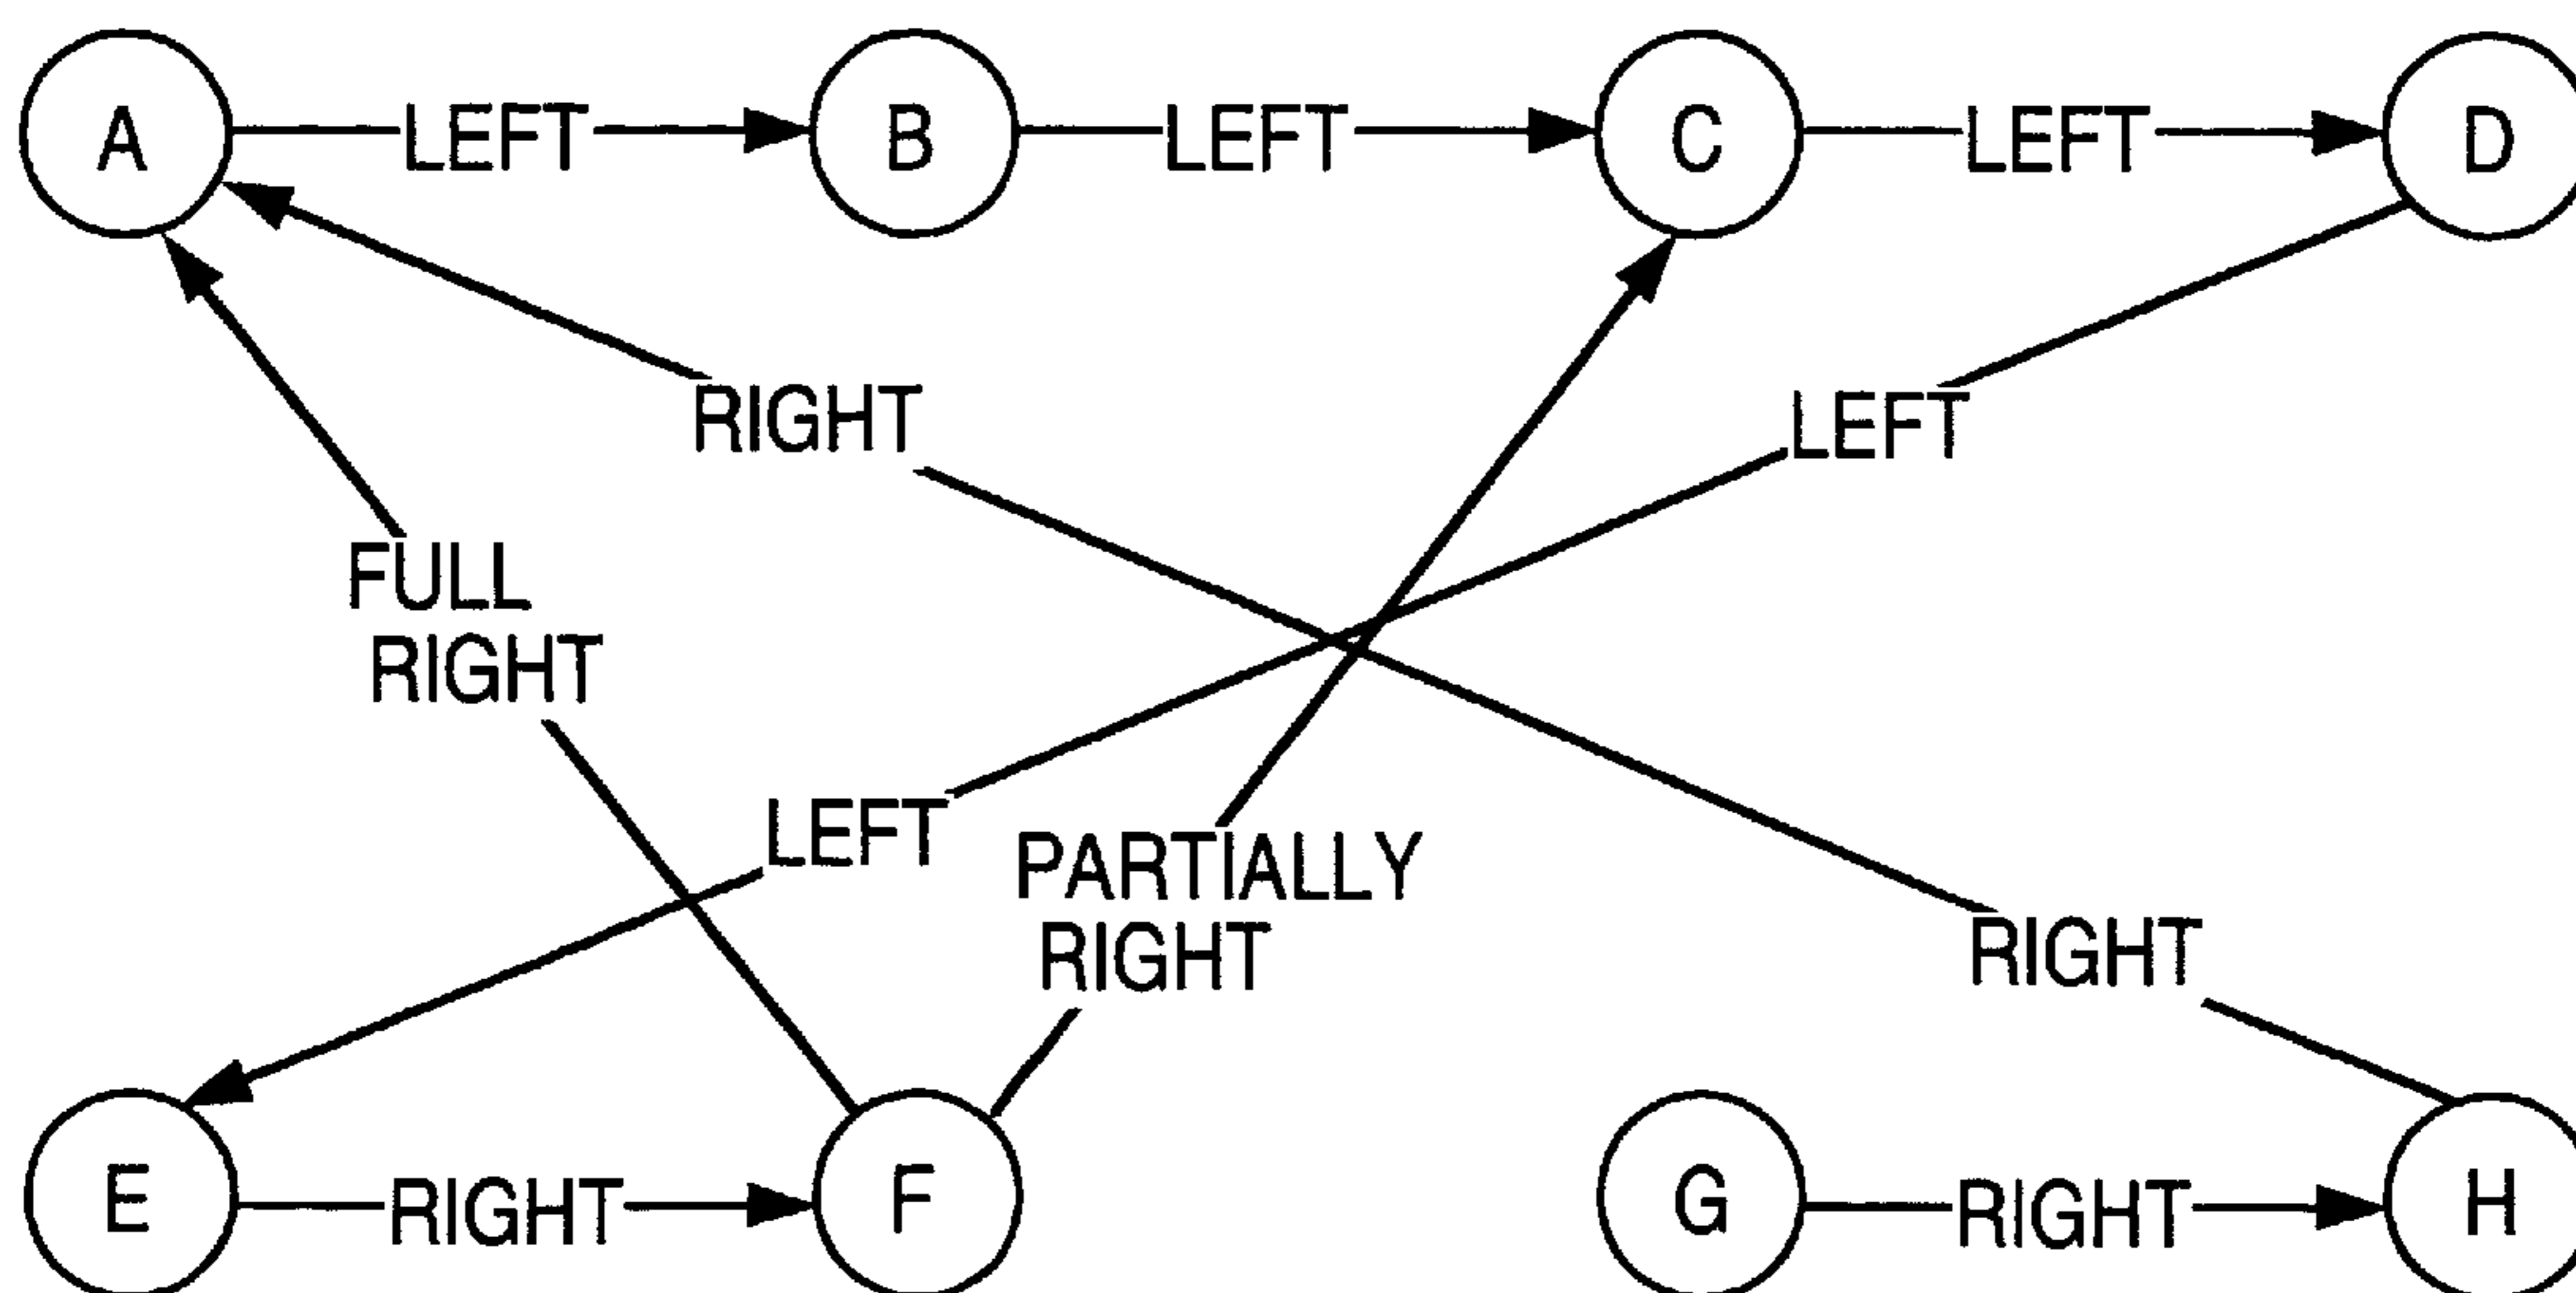 A LEFT B LEFT C LEFT D
RIGHT
LEFT
FULL
RIGHT
LEFT
PARTIALLY
RIGHT
RIGHT
E RIGHT F
G RIGHT H